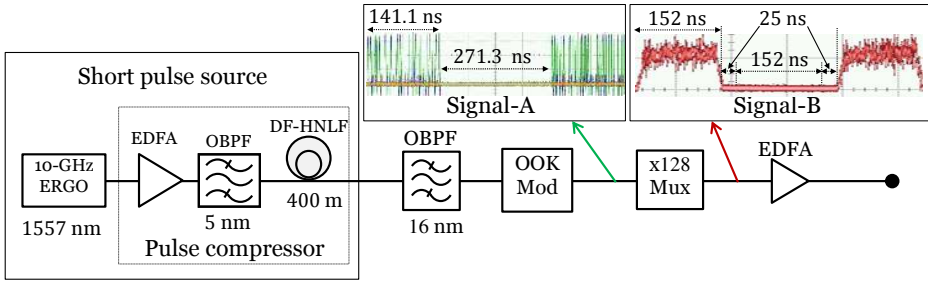 141.1 ns
271.3 ns
Signal-A
152 ns
25 ns
152 ns
Signal-B
Short pulse source
EDFA
OBPF
DF-HNLF
10-GHz
ERGO
1557 nm
5 nm
400 m
Pulse compressor
OBPF
16 nm
OOK
Mod
x128
Mux
EDFA